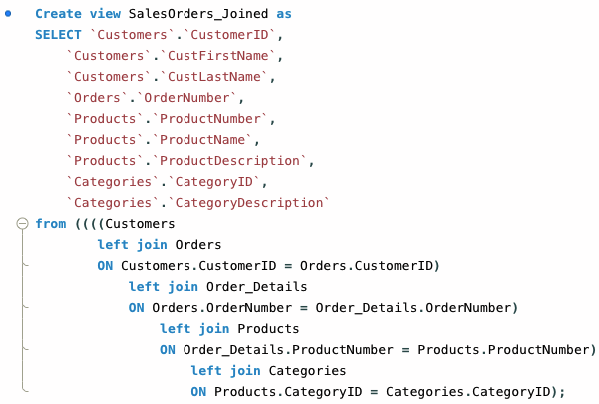 Create view SalesOrders_Joined as
SELECT `Customers`.`CustomerID`,
`Customers`.`CustFirstName`,
`Customers`.`CustLastName`,
`Orders`.`OrderNumber`,
`Products`.`ProductNumber`,
`Products`.`ProductName`,
`Products`.`ProductDescription`,
`Categories`.`CategoryID`,
`Categories`.`CategoryDescription`
from ((((Customers
left join Orders
ON Customers.CustomerID = Orders.CustomerID)
left join Order_Details
ON Orders.OrderNumber = Order_Details.OrderNumber)
left join Products
ON Order_Details.ProductNumber = Products.ProductNumber)
left join Categories
ON Products.CategoryID = Categories.CategoryID);